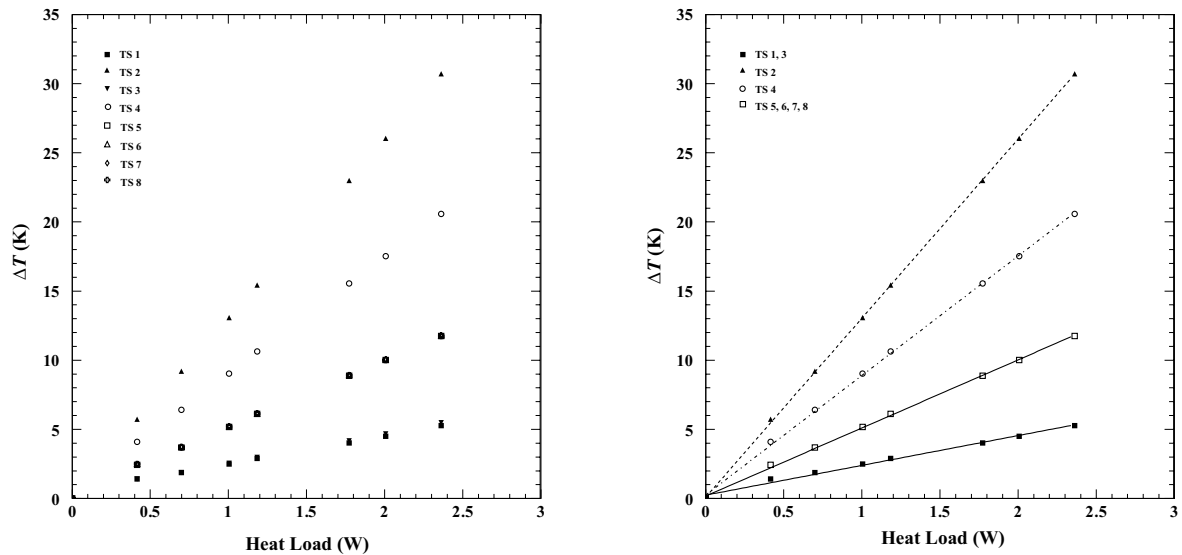 35
30
25
20
15
10
5
0
ΔT (K)
TS 1
TS 2
TS 3
TS 4
TS 5
TS 6
TS 7
TS 8
0 0.5 1 1.5 2 2.5 3
Heat Load (W)
35
30
25
20
15
10
5
0
ΔT (K)
TS 1, 3
TS 2
TS 4
TS 5, 6, 7, 8
0 0.5 1 1.5 2 2.5 3
Heat Load (W)